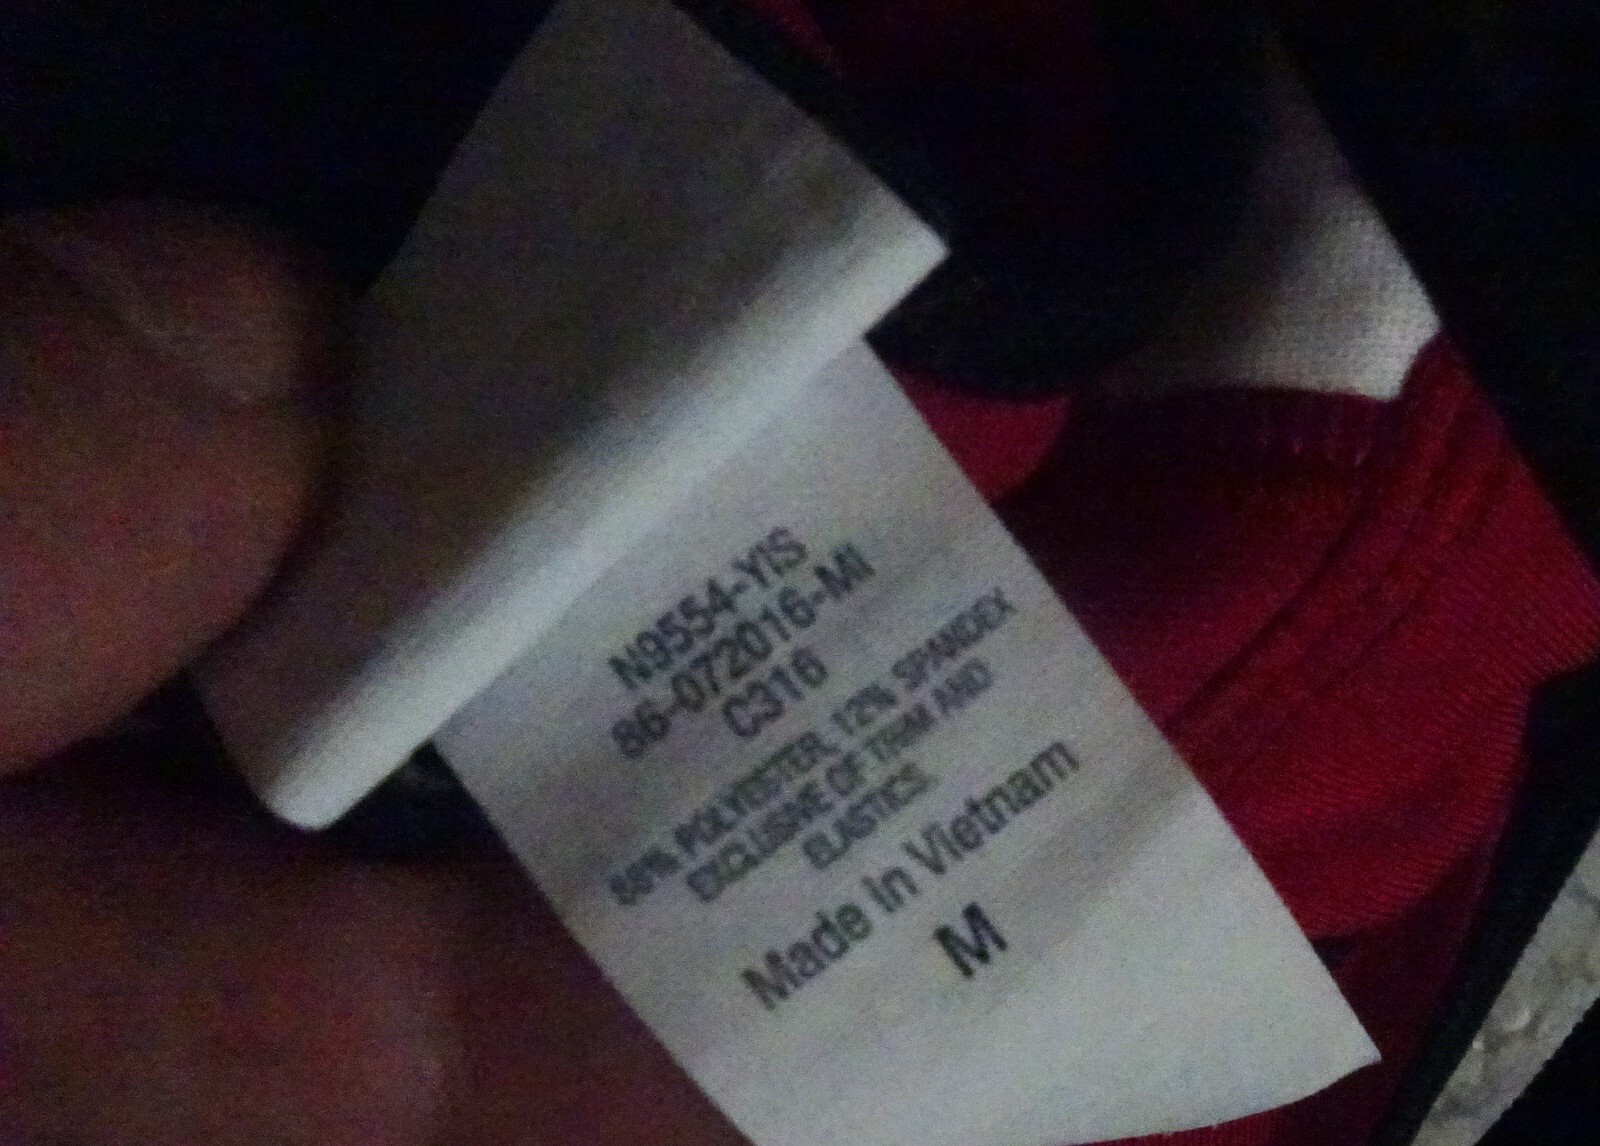 N9554-YIS
86-072016-MI
C316
88% POLYESTER, 12% SPANDEX
EXCLUSIVE OF TRIM AND
ELASTICS.
Made in Vietnam
M